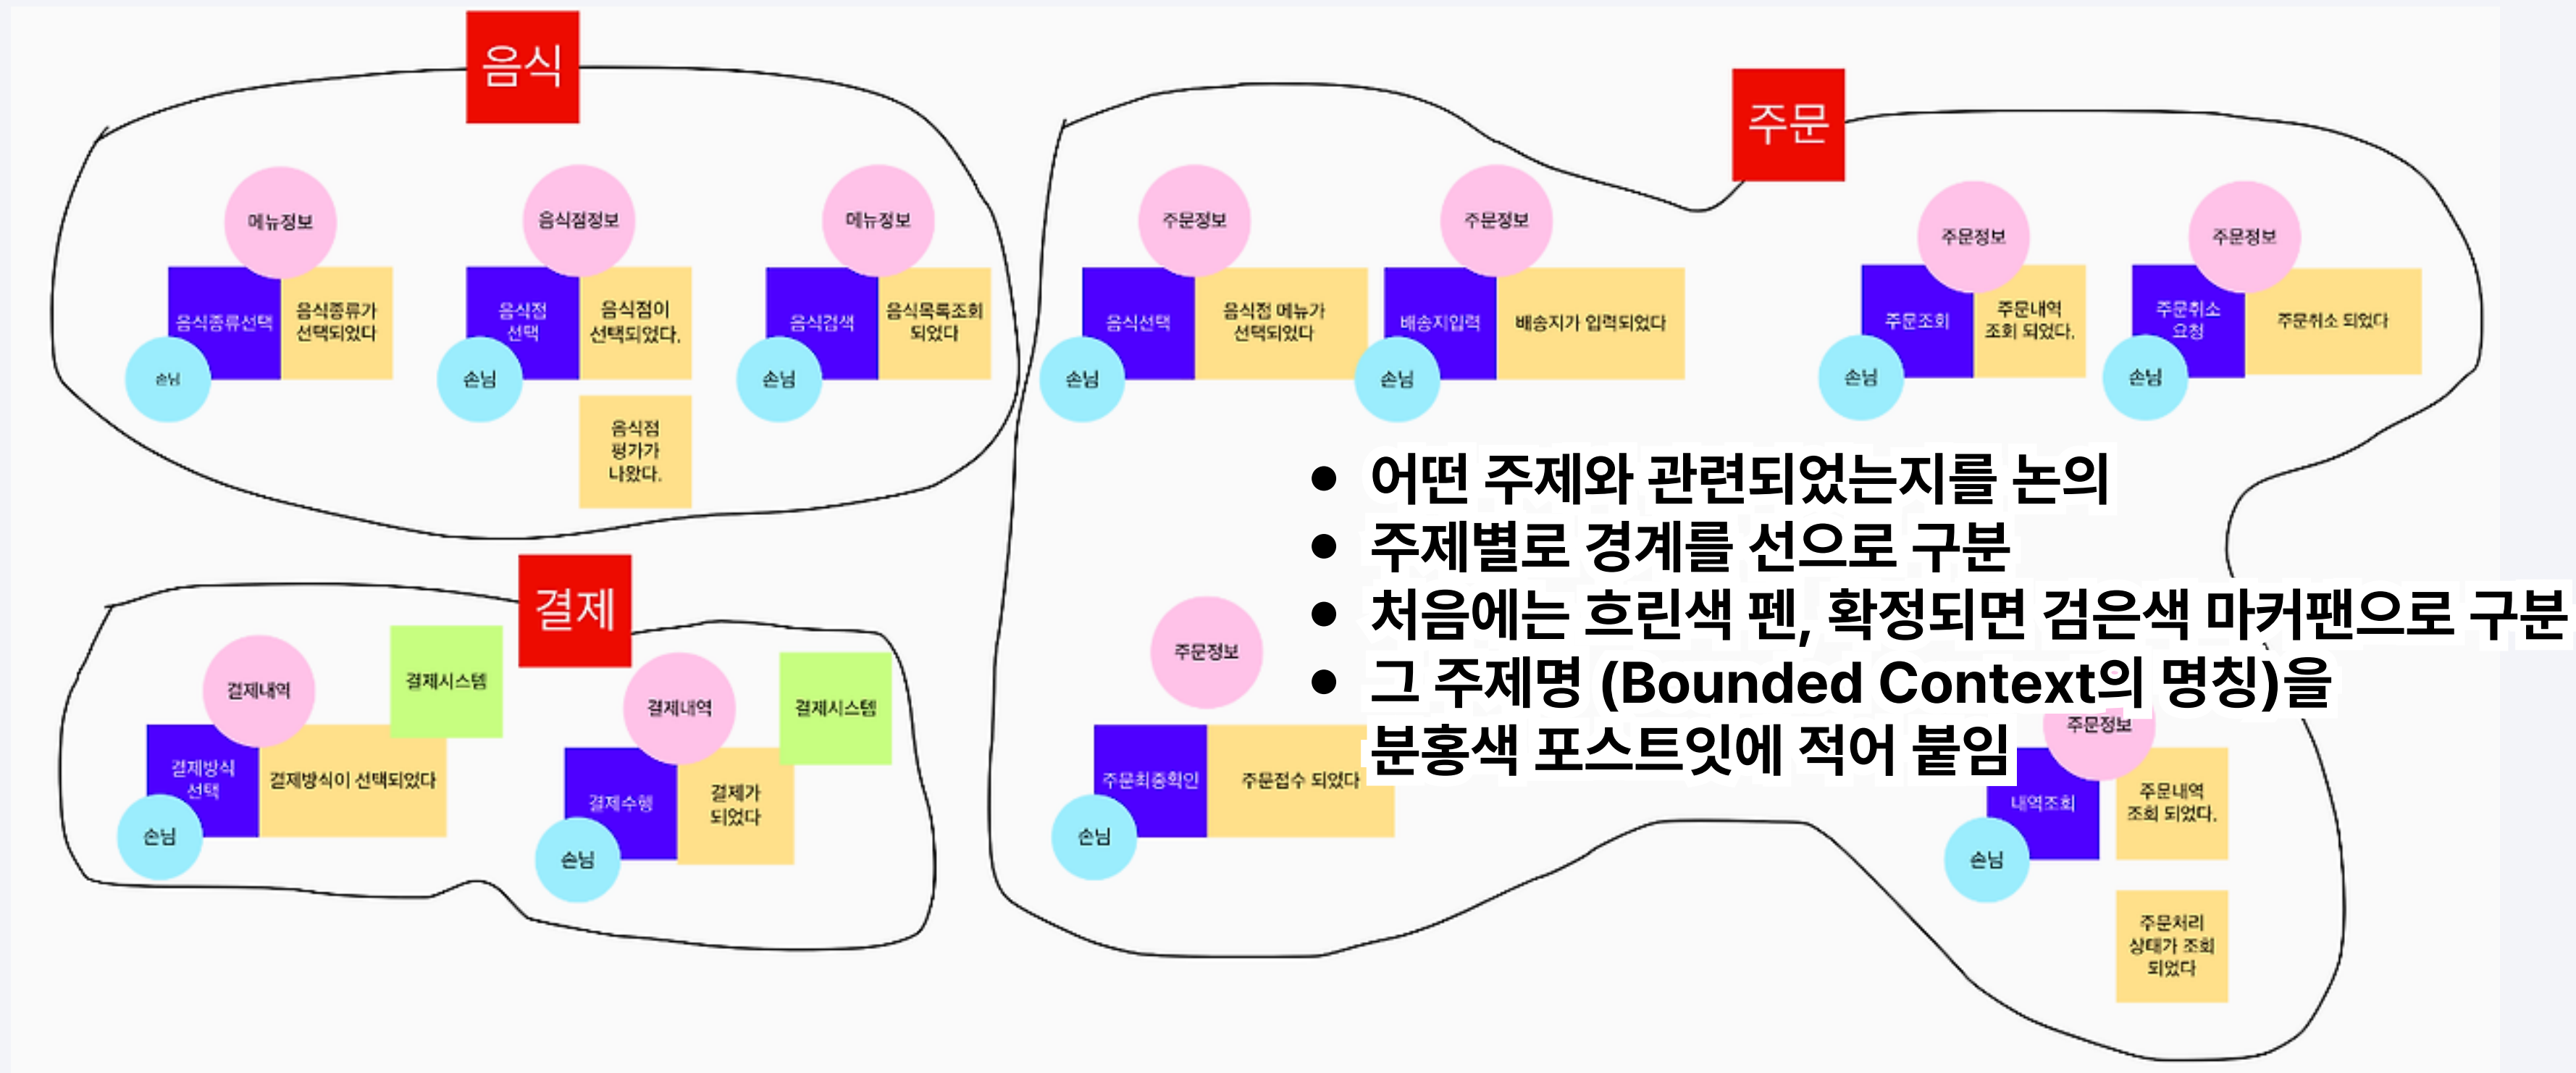 음식
메뉴정보
음식종류선택
음식종류가
선택되었다
손님
음식점정보
음식점
선택
음식점이
선택되었다.
손님
음식점
평가가
나왔다.
메뉴정보
음식검색
음식목록조회
되었다
손님
주문
주문정보
음식선택
음식점 메뉴가
선택되었다
손님
주문정보
배송지입력
배송지가 입력되었다
손님
주문정보
주문조회
주문내역
조회 되었다.
손님
주문정보
주문취소
요청
주문취소 되었다
손님
• 어떤 주제와 관련되었는지를 논의
• 주제별로 경계를 선으로 구분
• 처음에는 흐린색 펜, 확정되면 검은색 마커팬으로 구분
• 그 주제명 (Bounded Context의 명칭)을
분홍색 포스트잇에 적어 붙임
결제
결제내역
결제시스템
결제방식
선택
결제방식이 선택되었다
손님
결제내역
결제시스템
결제수행
결제가
되었다
손님
주문정보
주문최종확인
주문접수 되었다
손님
주문정보
내역조회
주문내역
조회 되었다.
손님
주문처리
상태가 조회
되었다